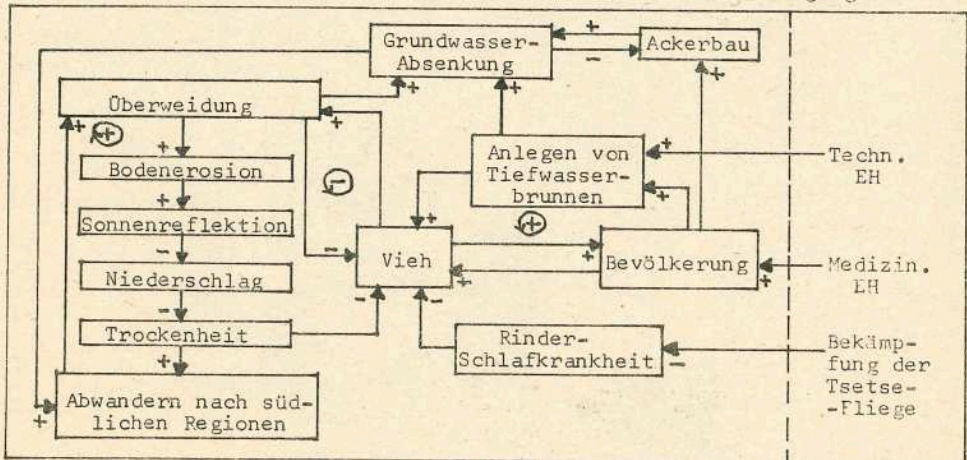 Grundwasser-
Absenkung
Ackerbau
Überweidung
Bodenerosion
Sonnenreflektion
Niederschlag
Trockenheit
Abwandern nach süd-
lichen Regionen
Anlegen von
Tiefwasser-
brunnen
Vieh
Bevölkerung
Rinder-
Schlafkrankheit
Techn.
EH
Medizin.
EH
Bekämp-
fung der
Tsetse-
-Fliege